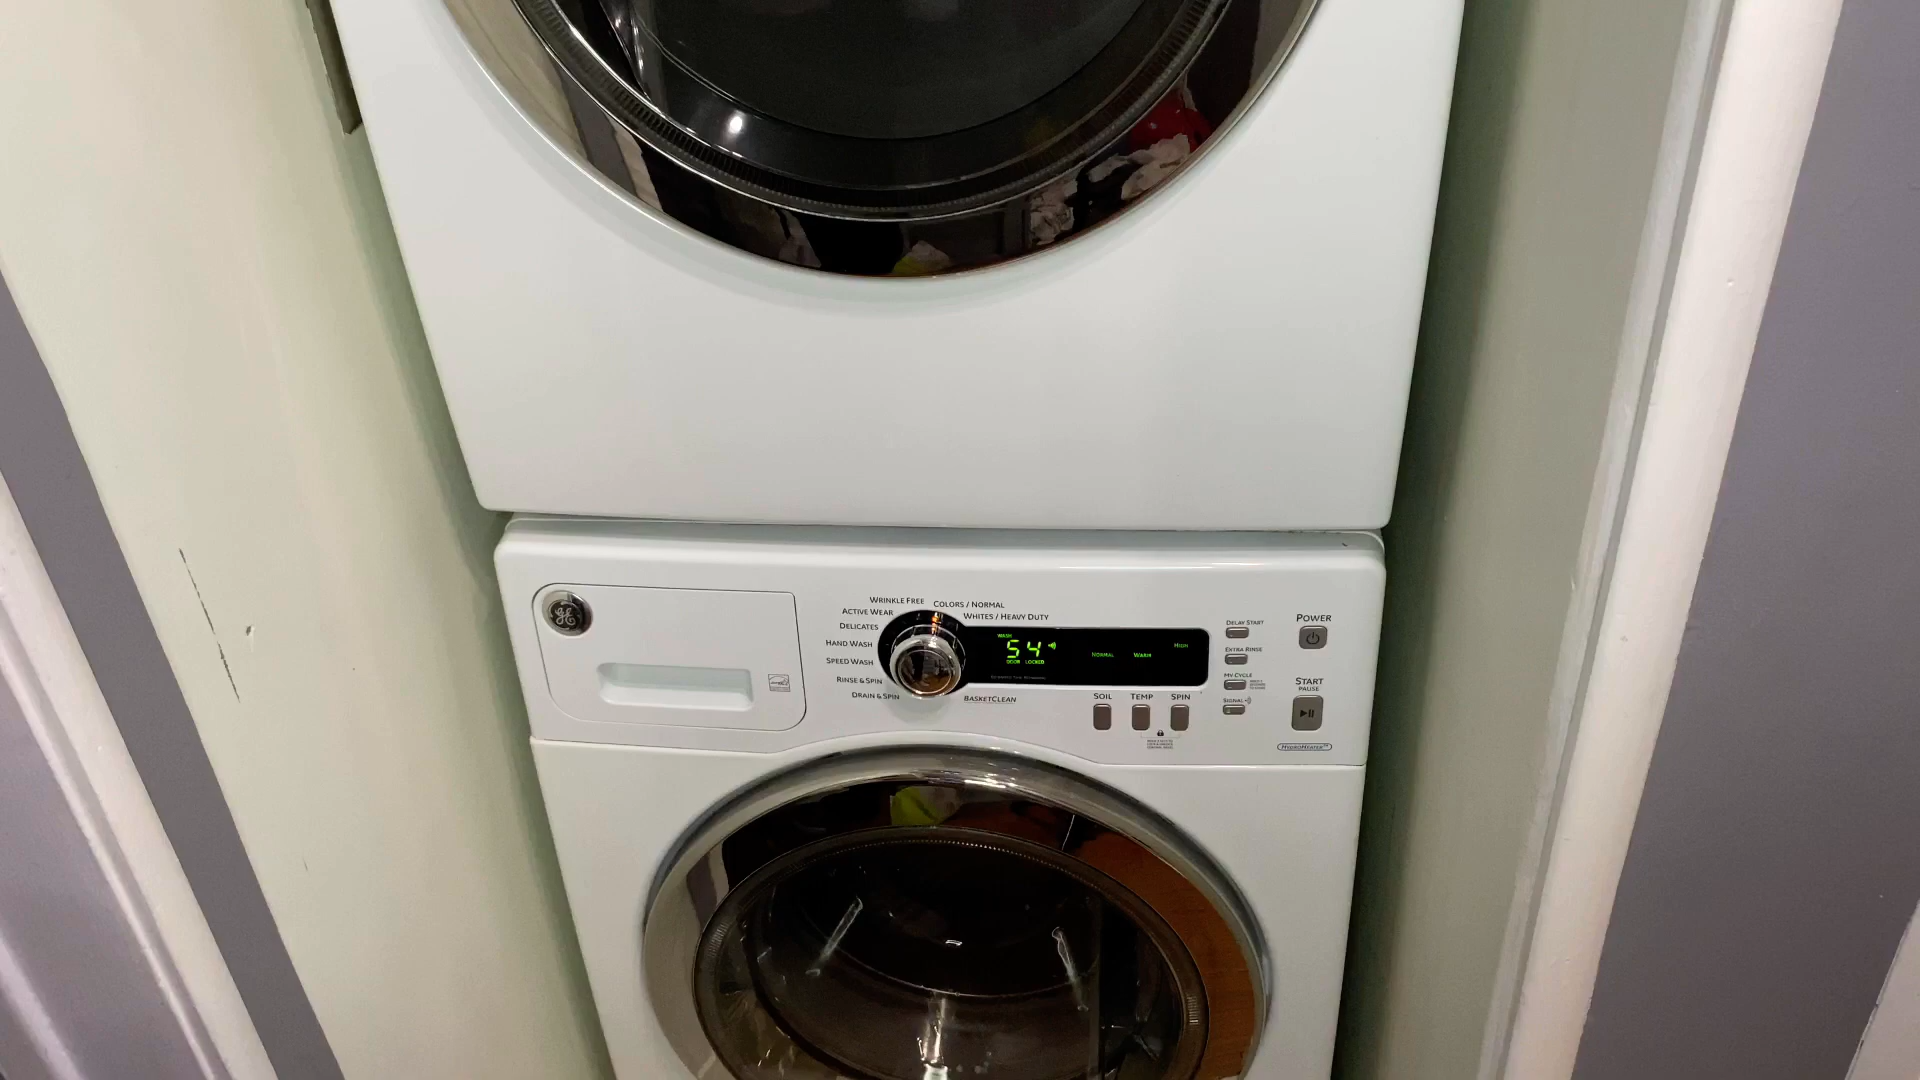 WRINKLE FREE
COLORS / NORMAL
ACTIVE WEAR
WHITES / HEAVY DUTY
DELICATES
HAND WASH
SPEED WASH
RINSE & SPIN
DRAIN & SPIN
BASKETCLEAN
WASH
54
DOOR LOCKED
NORMAL
WARM
HIGH
SOIL
TEMP
SPIN
DELAY START
EXTRA RINSE
MY CYCLE
SIGNAL
POWER
START
PAUSE
HYDROHEATER™
GE